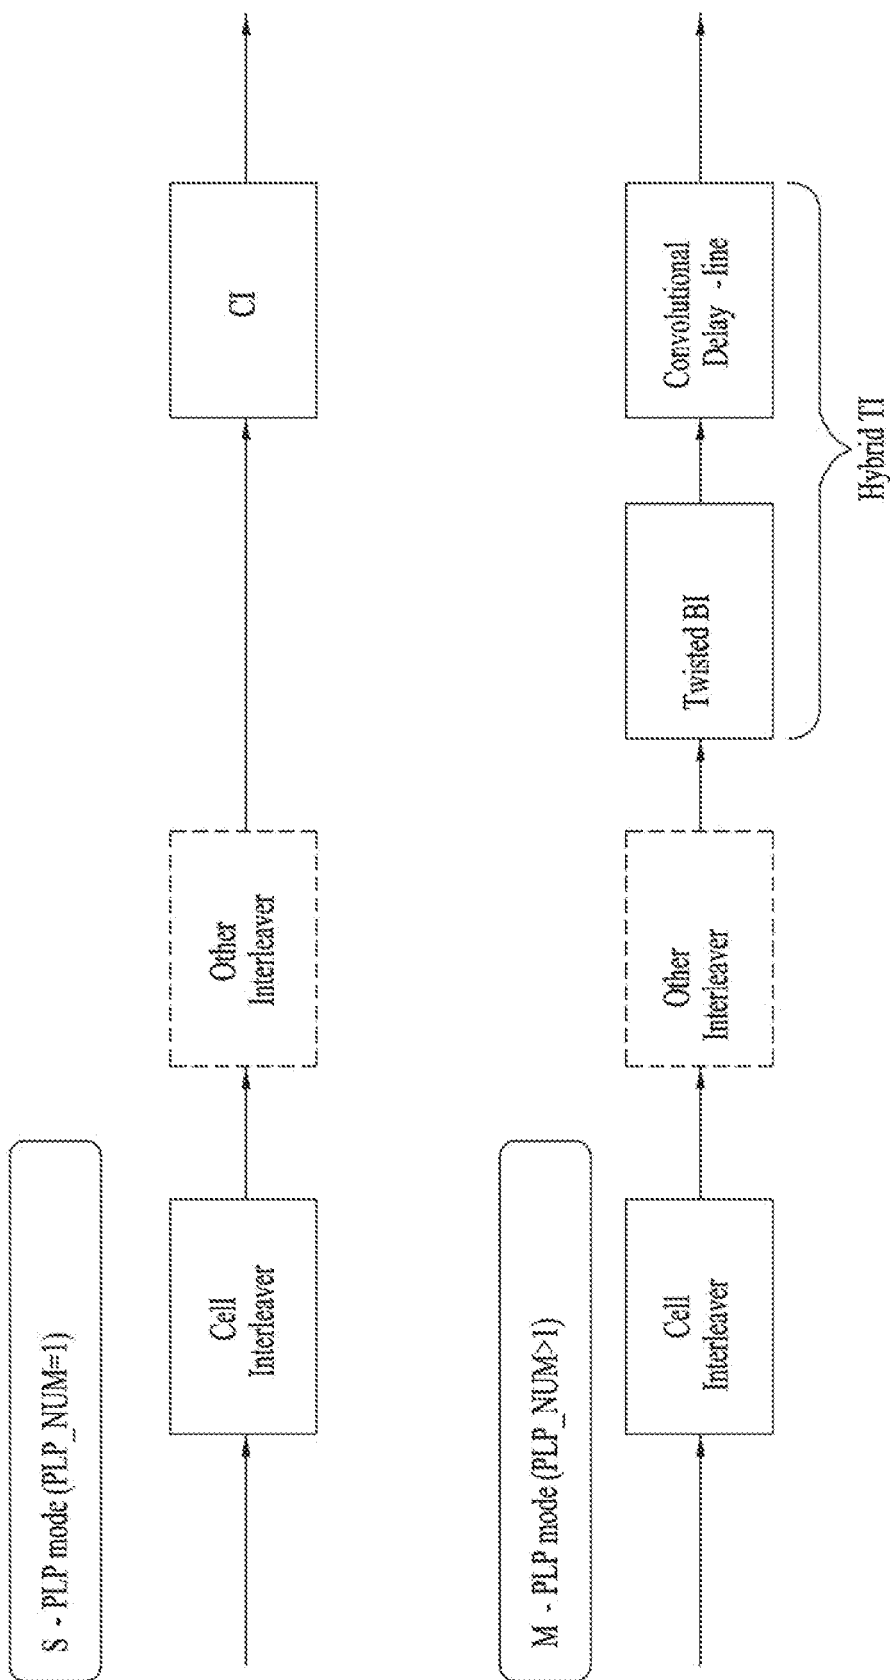 S - PLP mode (PLP_NUM=1)
Cell
Interleaver
Other
Interleaver
CI
M - PLP mode (PLP_NUM>1)
Cell
Interleaver
Other
Interleaver
Twisted BI
Convolutional
Delay - line
Hybrid TI